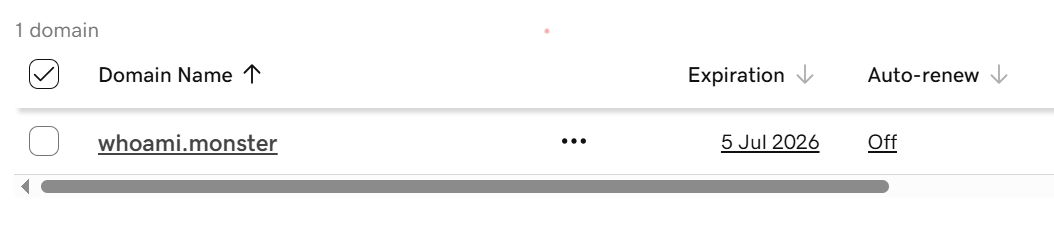 1 domain
Domain Name ↑ Expiration ↓ Auto-renew ↓
whoami.monster ••• 5 Jul 2026 Off